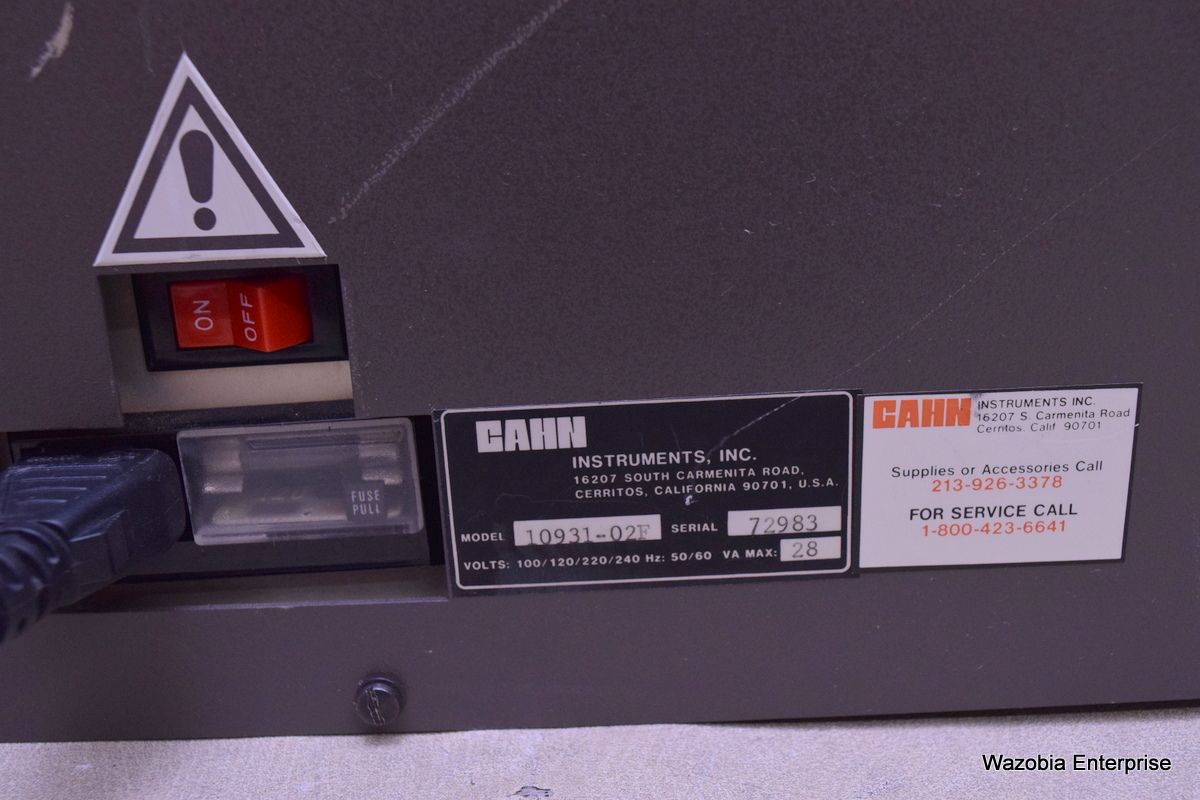 !
ON
OFF
FUSE
PULL
CAHN
INSTRUMENTS, INC.
16207 SOUTH CARMENITA ROAD,
CERRITOS, CALIFORNIA 90701, U.S.A.
MODEL 10931-02F SERIAL 72983
VOLTS: 100/120/220/240 Hz: 50/60 VA MAX: 28
CAHN INSTRUMENTS INC.
16207 S. Carmenita Road
Cerritos, Calif 90701
Supplies or Accessories Call
213-926-3378
FOR SERVICE CALL
1-800-423-6641
Wazobia Enterprise